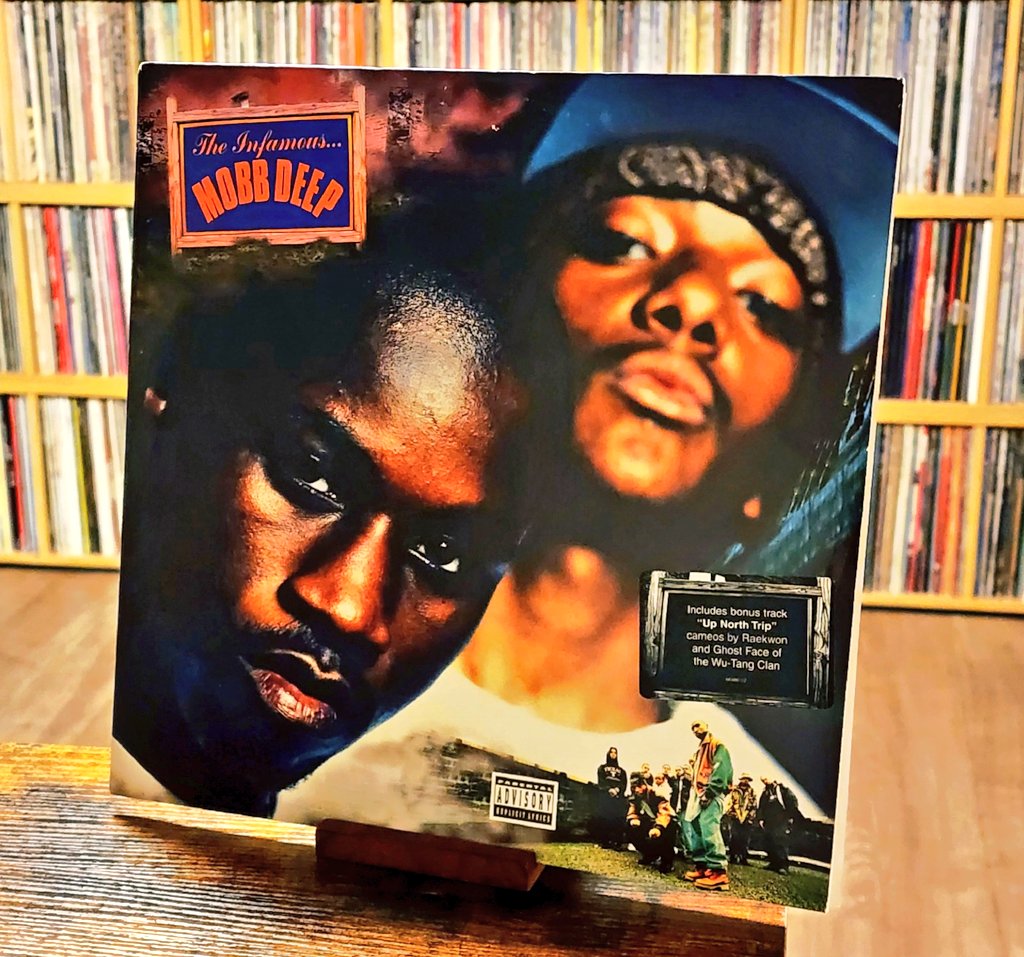 The Infamous...
MOBB DEEP
Includes bonus track
"Up North Trip"
cameos by Raekwon
and Ghost Face of
the Wu-Tang Clan
PARENTAL
ADVISORY
EXPLICIT LYRICS